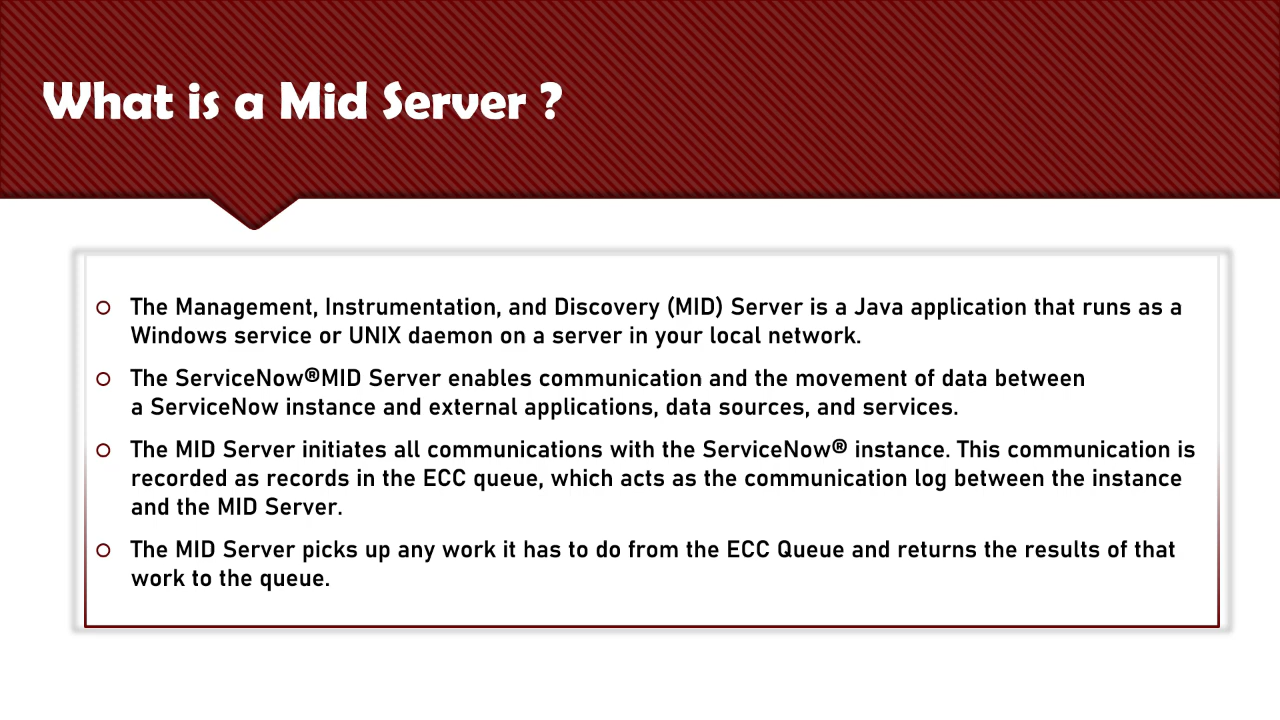 What is a Mid Server ?
The Management, Instrumentation, and Discovery (MID) Server is a Java application that runs as a
Windows service or UNIX daemon on a server in your local network.
The ServiceNow®MID Server enables communication and the movement of data between
a ServiceNow instance and external applications, data sources, and services.
The MID Server initiates all communications with the ServiceNow® instance. This communication is
recorded as records in the ECC queue, which acts as the communication log between the instance
and the MID Server.
The MID Server picks up any work it has to do from the ECC Queue and returns the results of that
work to the queue.